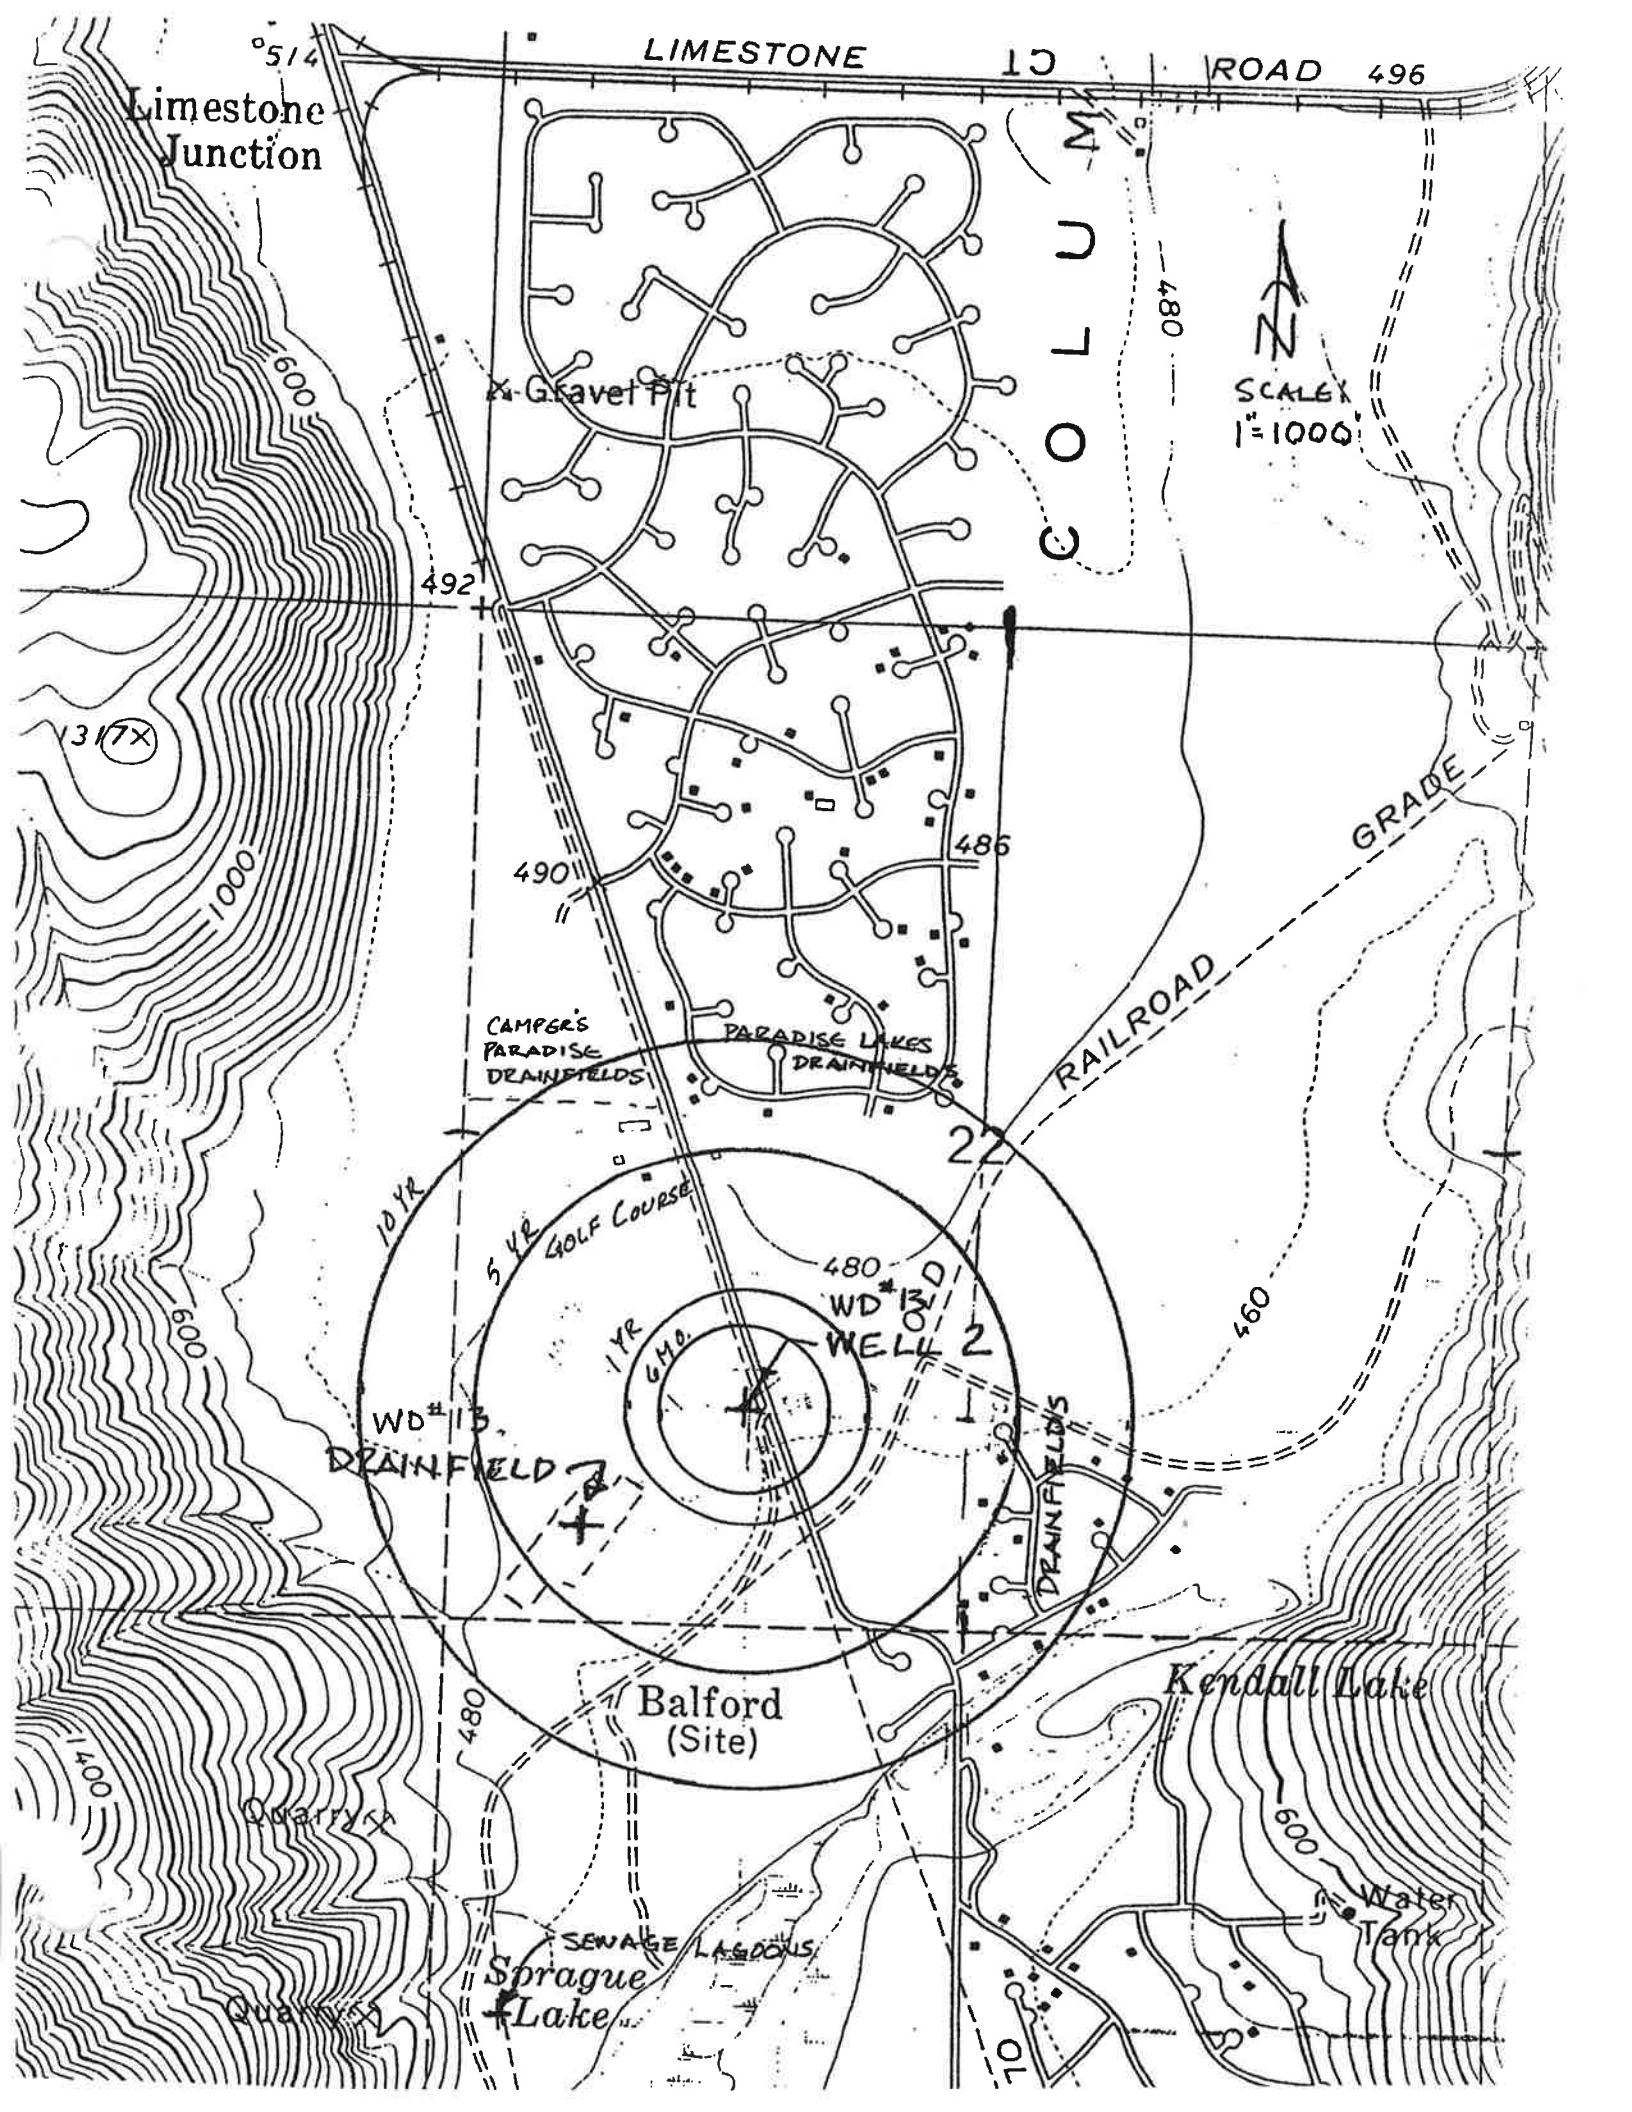 514
LIMESTONE ROAD 496
Limestone
Junction
COLUM
480
600
Gravel Pit
SCALE
1"=1000'
492
1317X
1000
490
486
GRADE
RAILROAD
CAMPER'S
PARADISE
DRAINFIELDS
PARADISE LAKES
DRAINFIELDS
22
10 YR
5 YR
GOLF COURSE
480
OLD
WD#13
WELL 2
1 YR
6 MO.
460
600
WD#13
DRAINFIELD
DRAINFIELDS
Kendall Lake
Balford
(Site)
480
1400
Quarry
600
Water
Tank
SEWAGE LAGOONS
Sprague
Lake
Quarry